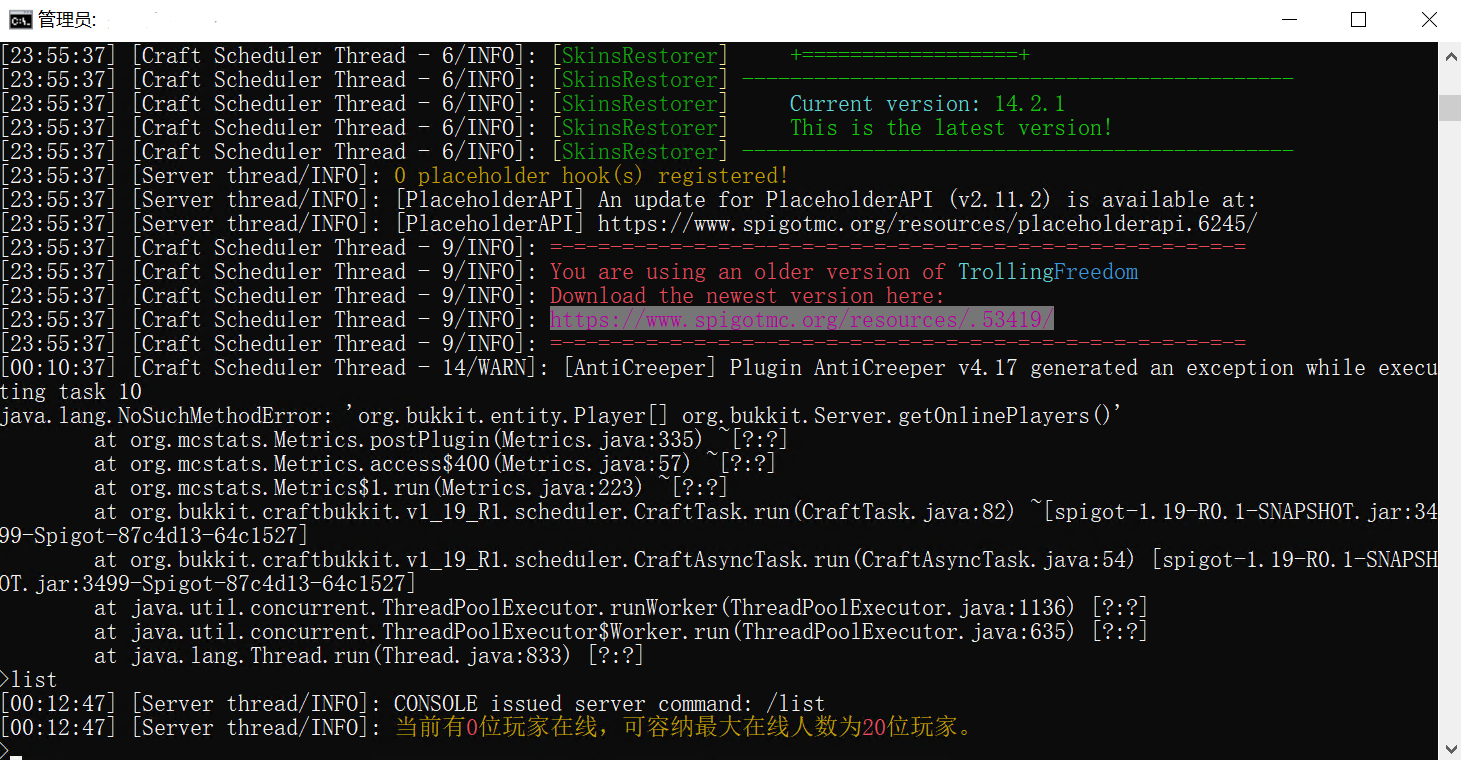 管理员:
[23:55:37] [Craft Scheduler Thread - 6/INFO]: [SkinsRestorer]     +==================+
[23:55:37] [Craft Scheduler Thread - 6/INFO]: [SkinsRestorer] ----------------------------------------------
[23:55:37] [Craft Scheduler Thread - 6/INFO]: [SkinsRestorer]     Current version: 14.2.1
[23:55:37] [Craft Scheduler Thread - 6/INFO]: [SkinsRestorer]     This is the latest version!
[23:55:37] [Craft Scheduler Thread - 6/INFO]: [SkinsRestorer] ----------------------------------------------
[23:55:37] [Server thread/INFO]: 0 placeholder hook(s) registered!
[23:55:37] [Server thread/INFO]: [PlaceholderAPI] An update for PlaceholderAPI (v2.11.2) is available at:
[23:55:37] [Server thread/INFO]: [PlaceholderAPI] https://www.spigotmc.org/resources/placeholderapi.6245/
[23:55:37] [Craft Scheduler Thread - 9/INFO]: =-=-=-=-=-=-=-=-=--=-=-=-=-=-=-=-=-=-=-=-=-=-=-=-=-=-=-=-=
[23:55:37] [Craft Scheduler Thread - 9/INFO]: You are using an older version of TrollingFreedom
[23:55:37] [Craft Scheduler Thread - 9/INFO]: Download the newest version here:
[23:55:37] [Craft Scheduler Thread - 9/INFO]: https://www.spigotmc.org/resources/.53419/
[23:55:37] [Craft Scheduler Thread - 9/INFO]: =-=-=-=-=-=-=-=-=--=-=-=-=-=-=-=-=-=-=-=-=-=-=-=-=-=-=-=-=
[00:10:37] [Craft Scheduler Thread - 14/WARN]: [AntiCreeper] Plugin AntiCreeper v4.17 generated an exception while execu
ting task 10
java.lang.NoSuchMethodError: 'org.bukkit.entity.Player[] org.bukkit.Server.getOnlinePlayers()'
        at org.mcstats.Metrics.postPlugin(Metrics.java:335) ~[?:?]
        at org.mcstats.Metrics.access$400(Metrics.java:57) ~[?:?]
        at org.mcstats.Metrics$1.run(Metrics.java:223) ~[?:?]
        at org.bukkit.craftbukkit.v1_19_R1.scheduler.CraftTask.run(CraftTask.java:82) ~[spigot-1.19-R0.1-SNAPSHOT.jar:34
99-Spigot-87c4d13-64c1527]
        at org.bukkit.craftbukkit.v1_19_R1.scheduler.CraftAsyncTask.run(CraftAsyncTask.java:54) [spigot-1.19-R0.1-SNAPSH
OT.jar:3499-Spigot-87c4d13-64c1527]
        at java.util.concurrent.ThreadPoolExecutor.runWorker(ThreadPoolExecutor.java:1136) [?:?]
        at java.util.concurrent.ThreadPoolExecutor$Worker.run(ThreadPoolExecutor.java:635) [?:?]
        at java.lang.Thread.run(Thread.java:833) [?:?]
>list
[00:12:47] [Server thread/INFO]: CONSOLE issued server command: /list
[00:12:47] [Server thread/INFO]: 当前有0位玩家在线，可容纳最大在线人数为20位玩家。
>